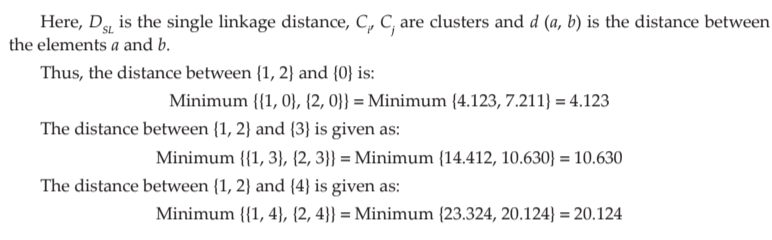 Here, D_SL is the single linkage distance, C_i, C_j are clusters and d (a, b) is the distance between
the elements a and b.
Thus, the distance between {1, 2} and {0} is:
Minimum {{1, 0}, {2, 0}} = Minimum {4.123, 7.211} = 4.123
The distance between {1, 2} and {3} is given as:
Minimum {{1, 3}, {2, 3}} = Minimum {14.412, 10.630} = 10.630
The distance between {1, 2} and {4} is given as:
Minimum {{1, 4}, {2, 4}} = Minimum {23.324, 20.124} = 20.124